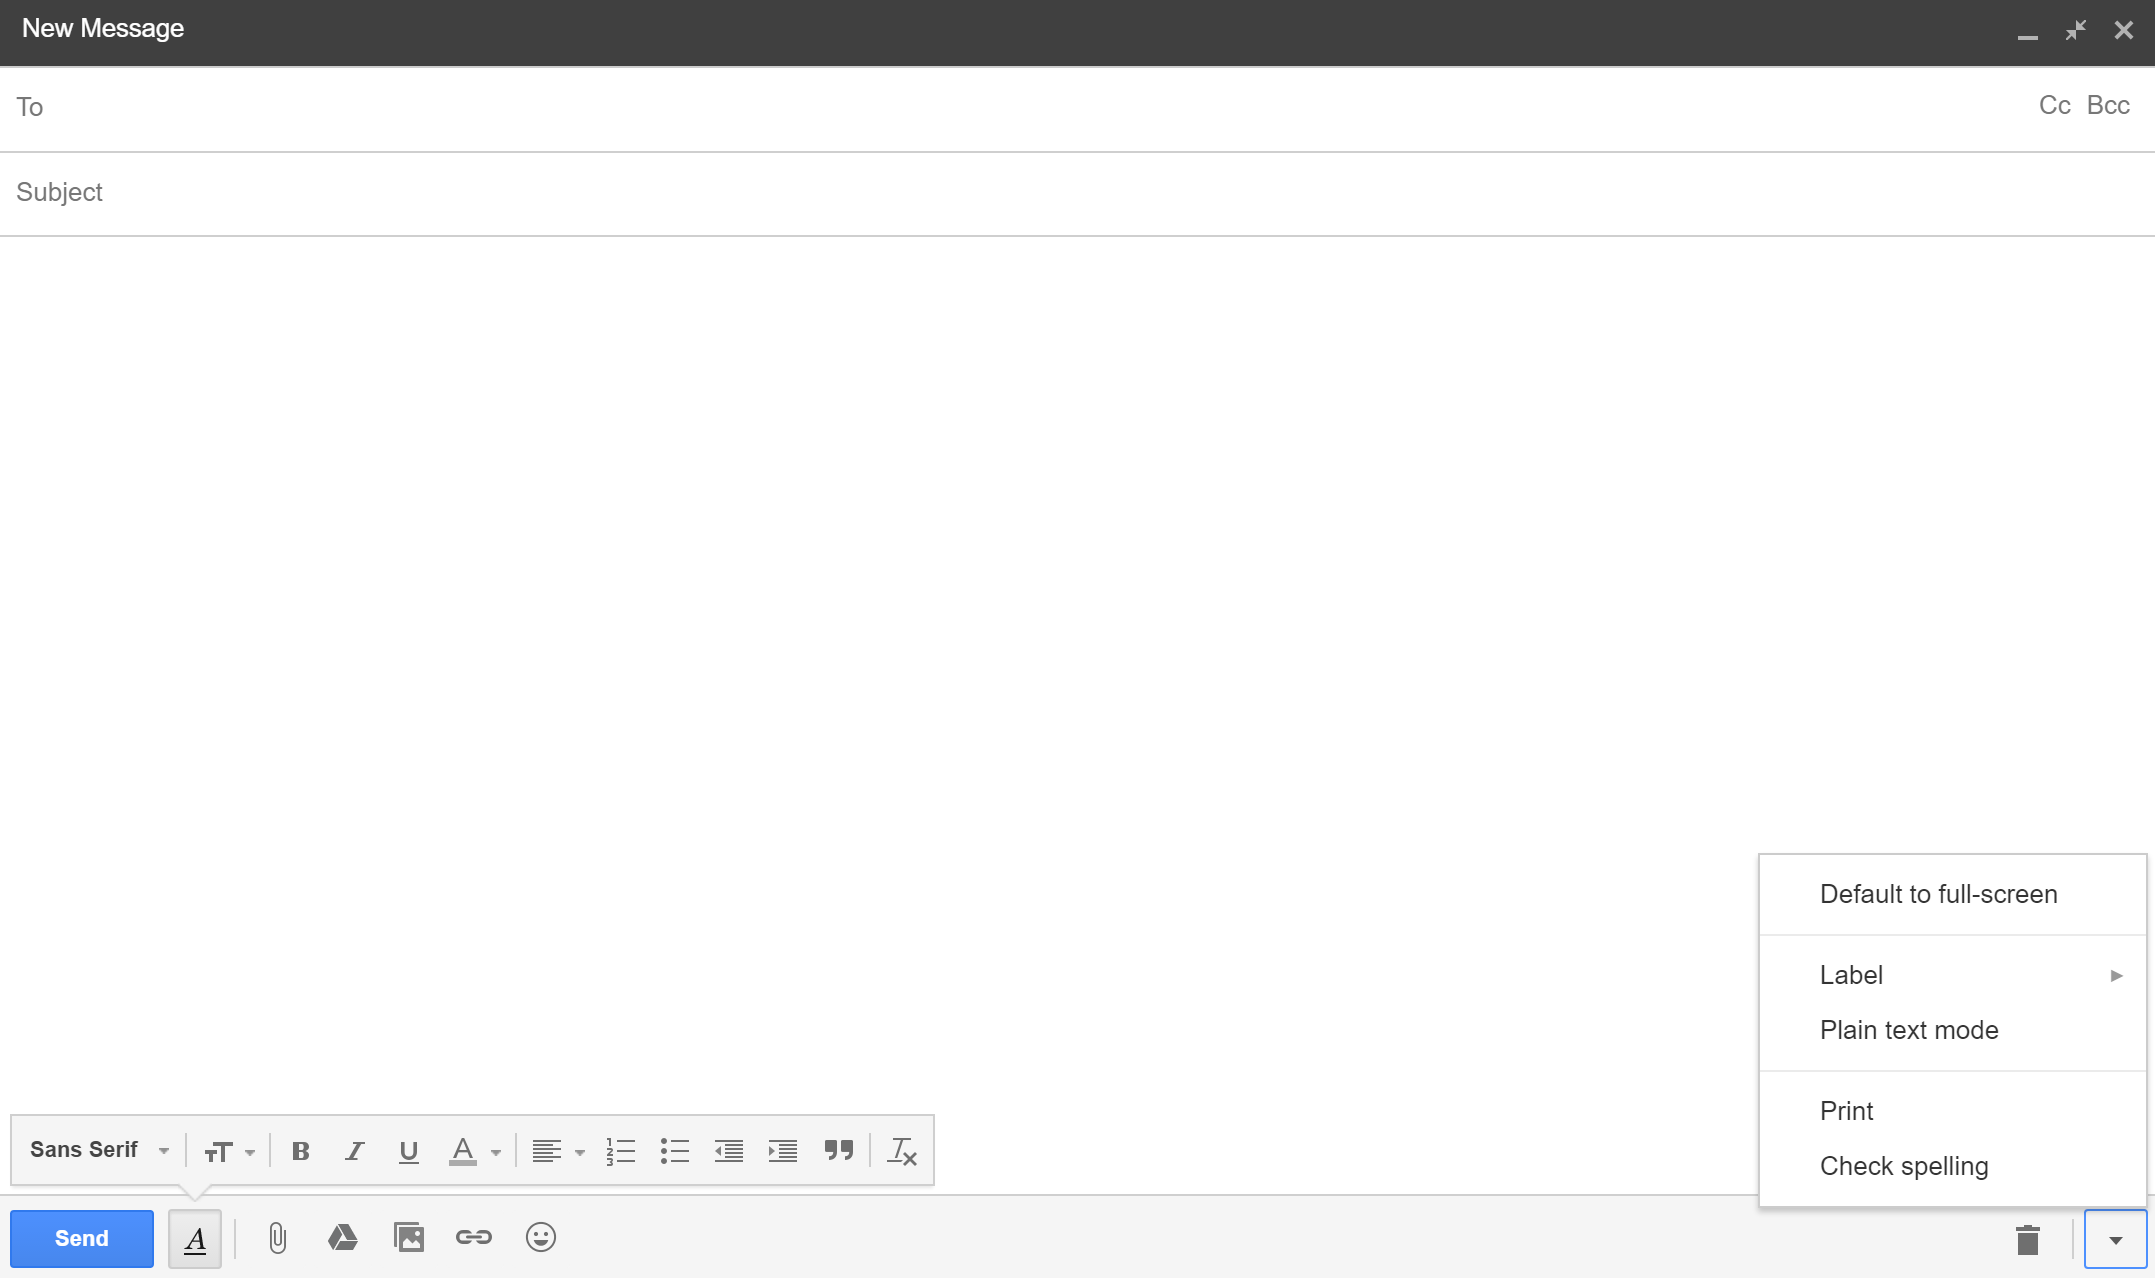 New Message
To Cc Bcc
Subject
Default to full-screen
Label
Plain text mode
Print
Check spelling
Sans Serif
Send